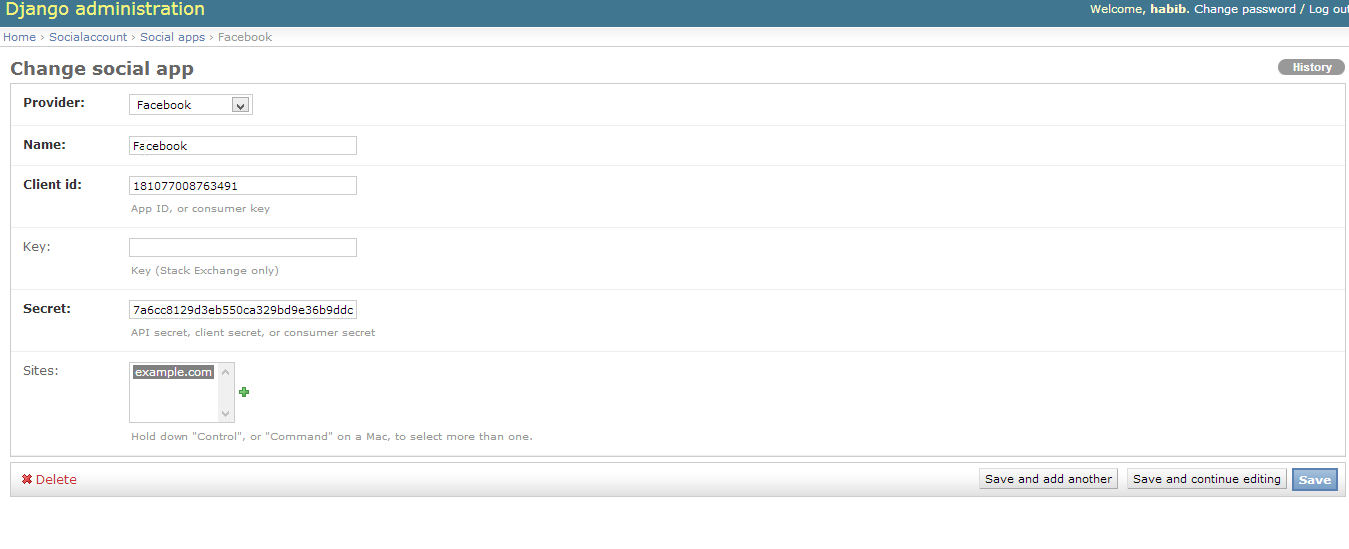 Django administration
Welcome, habib. Change password / Log out
Home › Socialaccount › Social apps › Facebook
Change social app
History
Provider: Facebook
Name: Facebook
Client id: 181077008763491
App ID, or consumer key
Key:
Key (Stack Exchange only)
Secret: 7a6cc8129d3eb550ca329bd9e36b9ddc
API secret, client secret, or consumer secret
Sites: example.com
Hold down "Control", or "Command" on a Mac, to select more than one.
Delete
Save and add another
Save and continue editing
Save